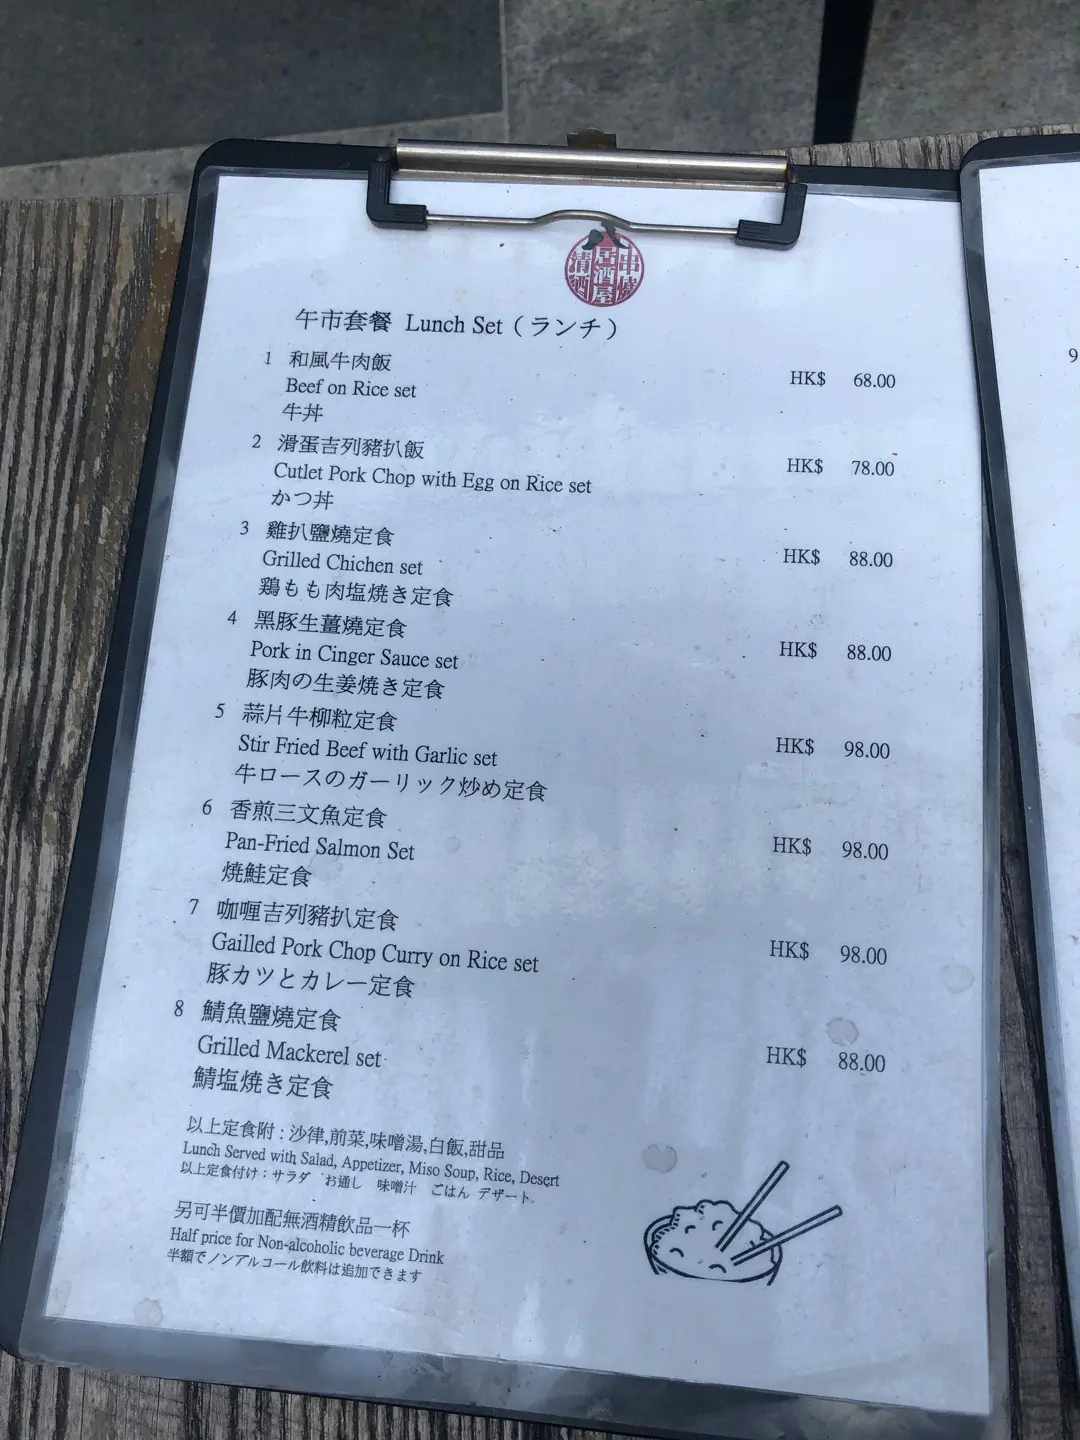 八
串燒
居酒屋
清酒
午市套餐 Lunch Set（ランチ）
1 和風牛肉飯
Beef on Rice set
HK$ 68.00
牛丼
2 滑蛋吉列豬扒飯
Cutlet Pork Chop with Egg on Rice set
HK$ 78.00
かつ丼
3 雞扒鹽燒定食
Grilled Chichen set
HK$ 88.00
鶏もも肉塩焼き定食
4 黑豚生薑燒定食
Pork in Cinger Sauce set
HK$ 88.00
豚肉の生姜焼き定食
5 蒜片牛柳粒定食
Stir Fried Beef with Garlic set
HK$ 98.00
牛ロースのガーリック炒め定食
6 香煎三文魚定食
Pan-Fried Salmon Set
HK$ 98.00
焼鮭定食
7 咖喱吉列豬扒定食
Gailled Pork Chop Curry on Rice set
HK$ 98.00
豚カツとカレー定食
8 鯖魚鹽燒定食
Grilled Mackerel set
HK$ 88.00
鯖塩焼き定食
以上定食附 : 沙律,前菜,味噌湯,白飯,甜品
Lunch Served with Salad, Appetizer, Miso Soup, Rice, Desert
以上定食付け：サラダ お通し 味噌汁 ごはん デザート.
另可半價加配無酒精飲品一杯
Half price for Non-alcoholic beverage Drink
半額でノンアルコール飲料は追加できます
9